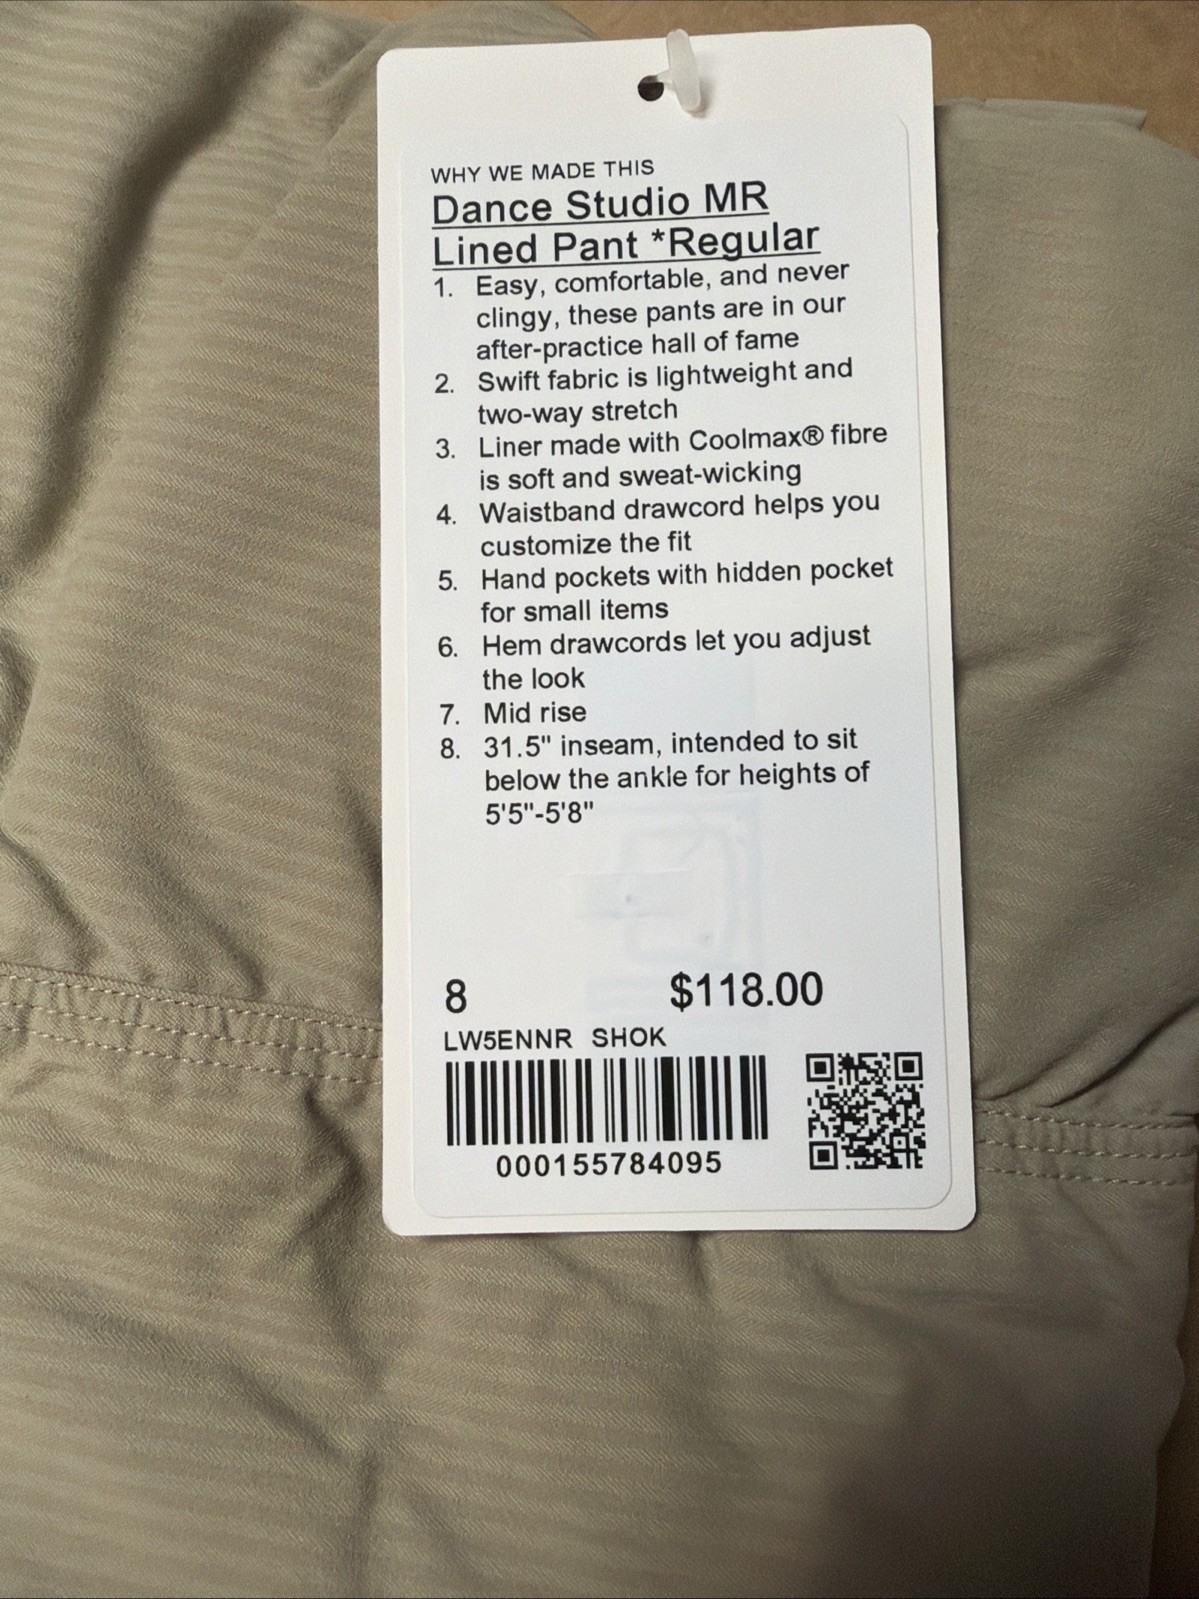 WHY WE MADE THIS
Dance Studio MR
Lined Pant *Regular
1. Easy, comfortable, and never
clingy, these pants are in our
after-practice hall of fame
2. Swift fabric is lightweight and
two-way stretch
3. Liner made with Coolmax® fibre
is soft and sweat-wicking
4. Waistband drawcord helps you
customize the fit
5. Hand pockets with hidden pocket
for small items
6. Hem drawcords let you adjust
the look
7. Mid rise
8. 31.5" inseam, intended to sit
below the ankle for heights of
5'5"-5'8"
8 $118.00
LW5ENNR SHOK
000155784095